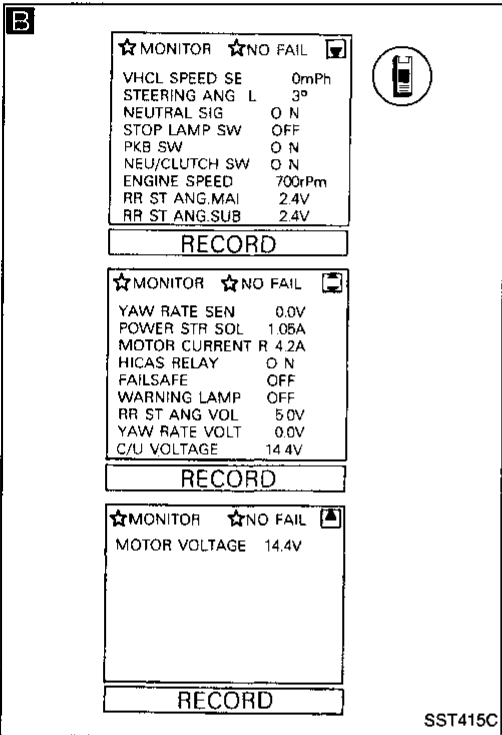 B
☆MONITOR ☆NO FAIL
VHCL SPEED SE 0mPh
STEERING ANG L 3°
NEUTRAL SIG O N
STOP LAMP SW OFF
PKB SW O N
NEU/CLUTCH SW O N
ENGINE SPEED 700rPm
RR ST ANG.MAI 2.4V
RR ST ANG.SUB 2.4V
RECORD
☆MONITOR ☆NO FAIL
YAW RATE SEN 0.0V
POWER STR SOL 1.05A
MOTOR CURRENT R 4.2A
HICAS RELAY O N
FAILSAFE OFF
WARNING LAMP OFF
RR ST ANG VOL 5.0V
YAW RATE VOLT 0.0V
C/U VOLTAGE 14.4V
RECORD
☆MONITOR ☆NO FAIL
MOTOR VOLTAGE 14.4V
RECORD
SST415C